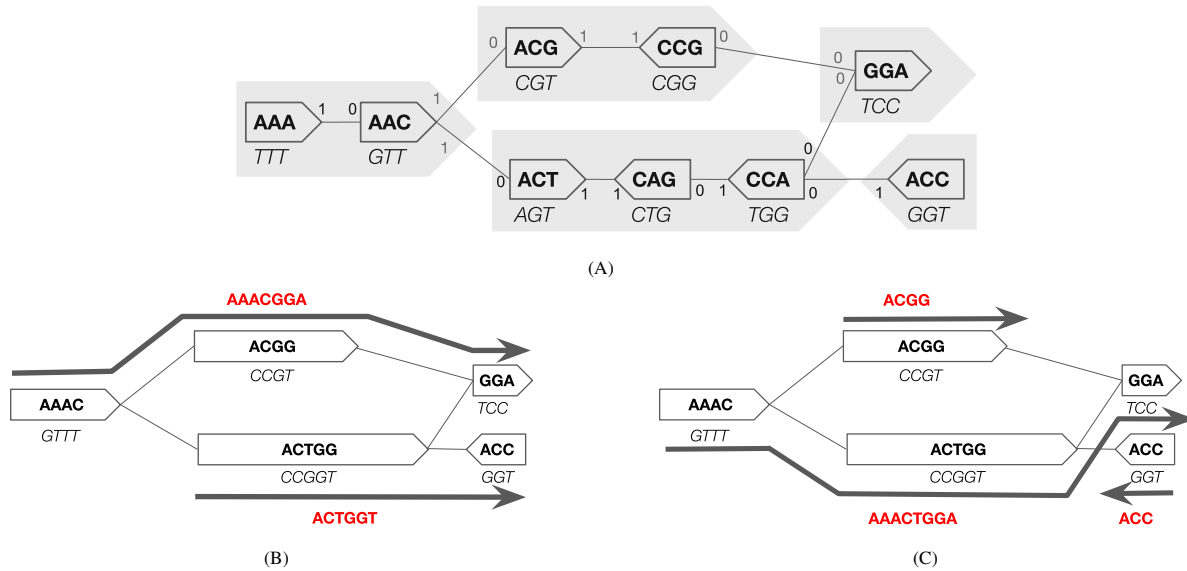 0 ACG 1 1 CCG 0
CGT CGG
0
0 GGA
TCC
AAA 1 0 AAC 1
TTT GTT 1
0
0 ACT 1 1 CAG 0 1 CCA 0 1 ACC
AGT CTG TGG GGT
(A)
AAACGGA
ACGG
CCGT
GGA
TCC
AAAC
GTTT
ACTGG ACC
CCGGT GGT
ACTGGT
(B)
ACGG
ACGG
CCGT
GGA
TCC
AAAC
GTTT
ACTGG ACC
CCGGT GGT
AAACTGGA ACC
(C)